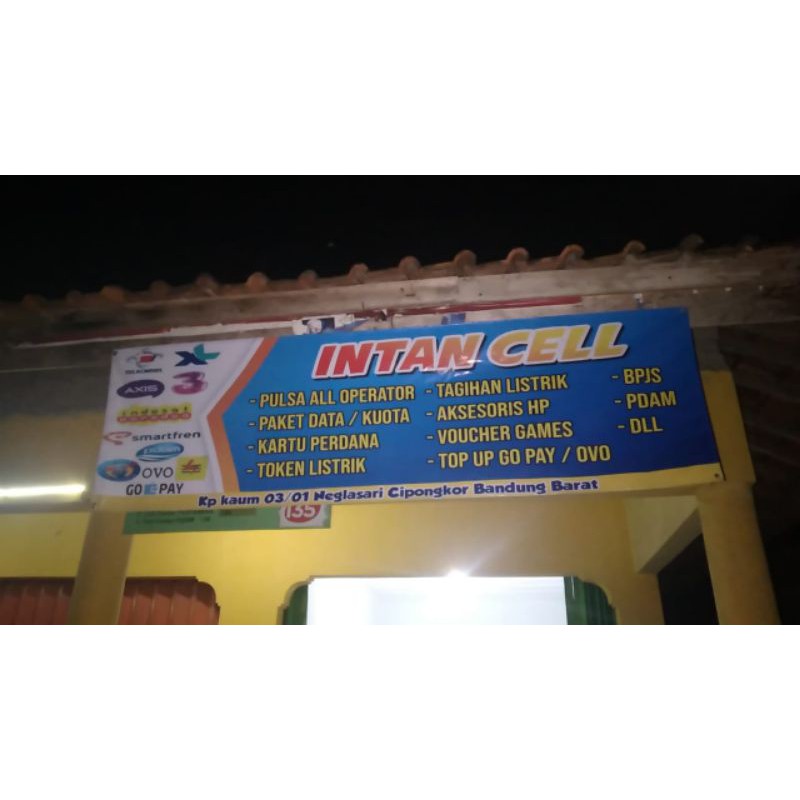 INTAN CELL
- PULSA ALL OPERATOR
- PAKET DATA / KUOTA
- KARTU PERDANA
- TOKEN LISTRIK
- TAGIHAN LISTRIK
- AKSESORIS HP
- VOUCHER GAMES
- TOP UP GO PAY / OVO
- BPJS
- PDAM
- DLL
TELKOMSEL
XL
AXIS
3
indosat
ooredoo
smartfren
OVO
GO PAY
Kp kaum 03/01 Neglasari Cipongkor Bandung Barat
135